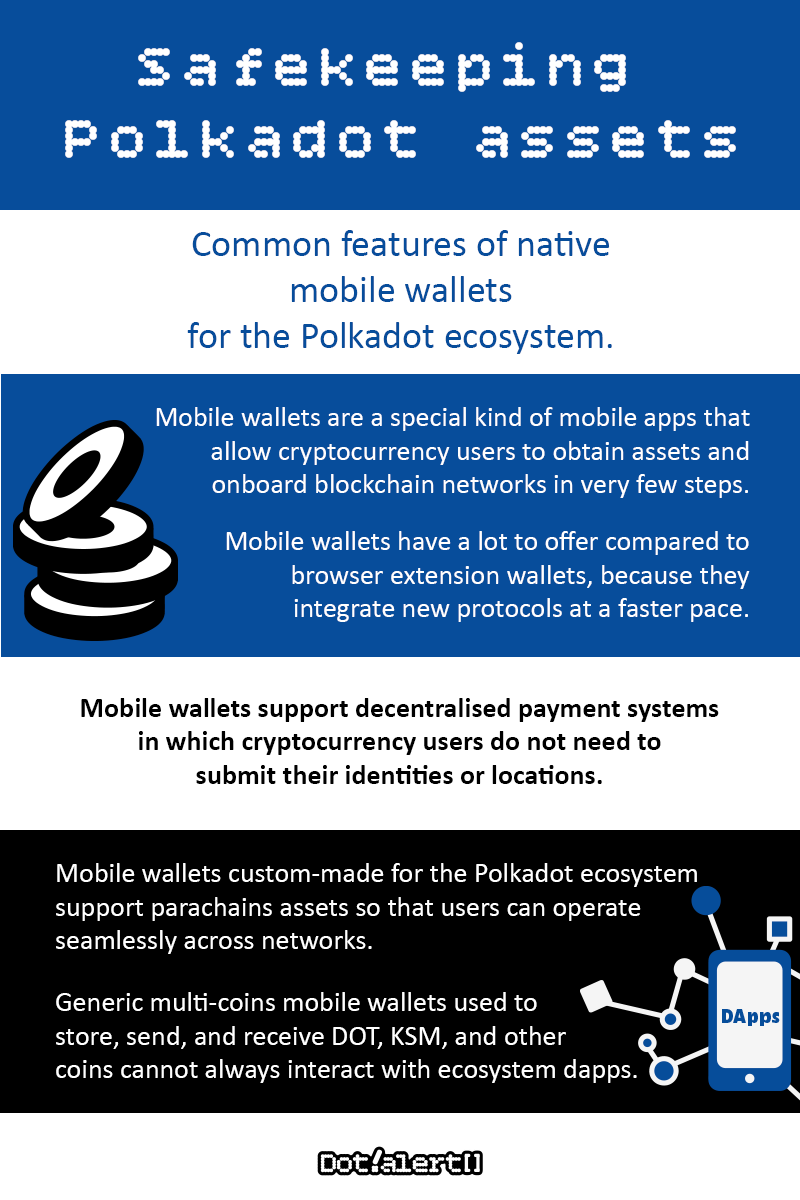 Safekeeping
Polkadot assets
Common features of native
mobile wallets
for the Polkadot ecosystem.
Mobile wallets are a special kind of mobile apps that
allow cryptocurrency users to obtain assets and
onboard blockchain networks in very few steps.
Mobile wallets have a lot to offer compared to
browser extension wallets, because they
integrate new protocols at a faster pace.
Mobile wallets support decentralised payment systems
in which cryptocurrency users do not need to
submit their identities or locations.
Mobile wallets custom-made for the Polkadot ecosystem
support parachains assets so that users can operate
seamlessly across networks.
Generic multi-coins mobile wallets used to
store, send, and receive DOT, KSM, and other
coins cannot always interact with ecosystem dapps.
DApps
Dot!alert[]